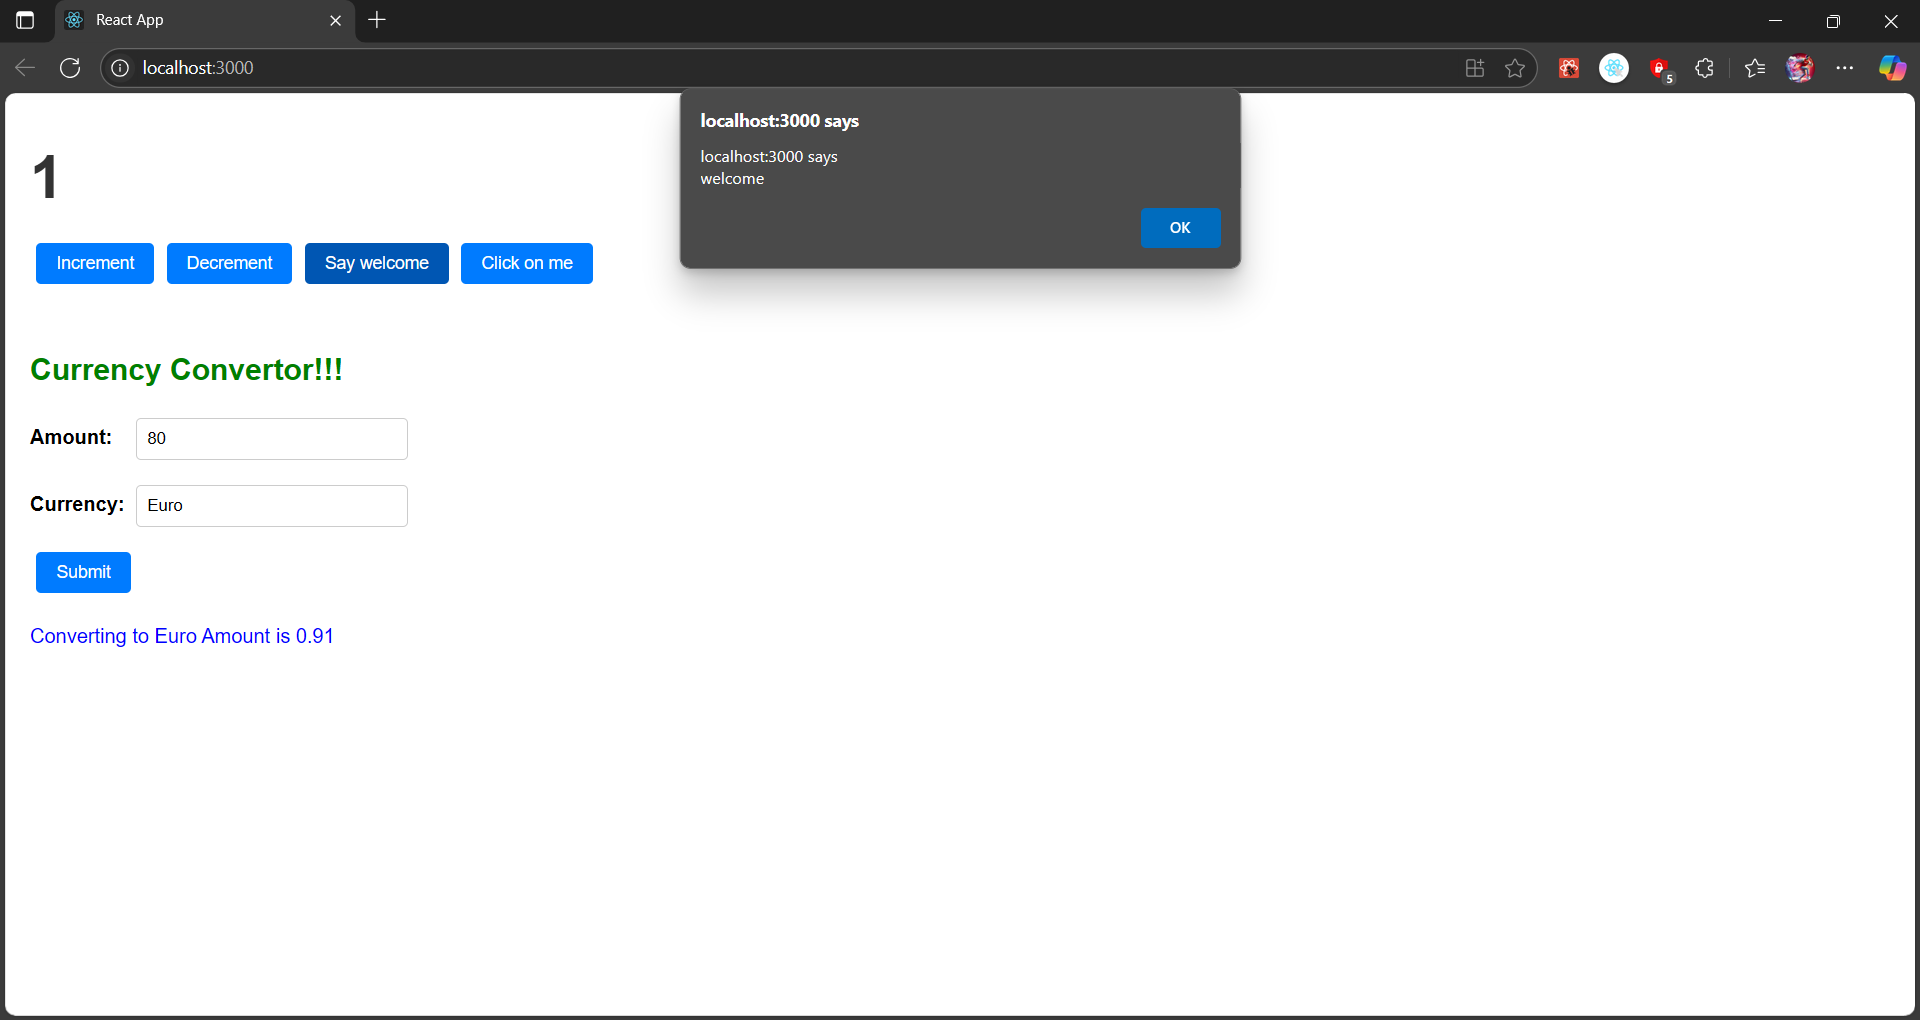 React App
localhost:3000
5
localhost:3000 says
localhost:3000 says
welcome
OK
1
Increment Decrement Say welcome Click on me
Currency Convertor!!!
Amount: 80
Currency: Euro
Submit
Converting to Euro Amount is 0.91